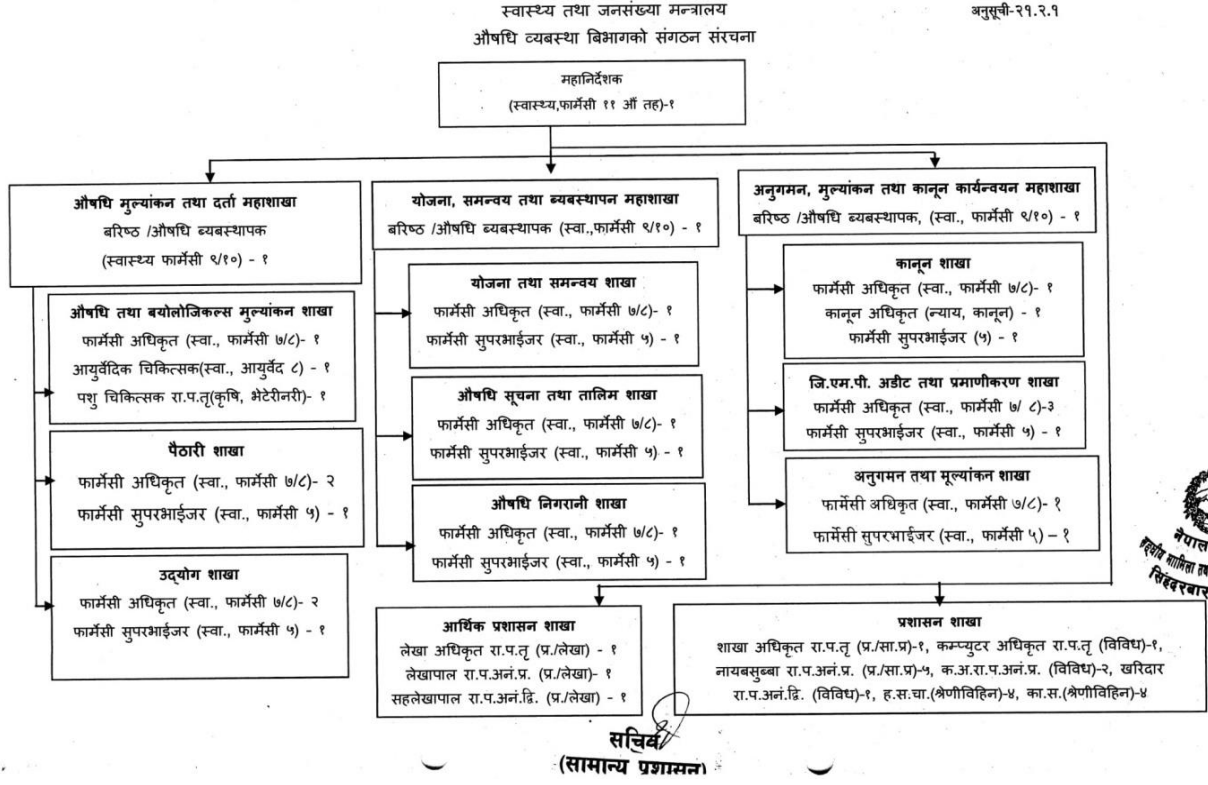 स्वास्थ्य तथा जनसंख्या मन्त्रालय
अनुसूची-२१.२.१
औषधि व्यबस्था बिभागको संगठन संरचना
महानिर्देशक
(स्वास्थ्य,फार्मेसी ११ औं तह)-१
औषधि मुल्यांकन तथा दर्ता महाशाखा
बरिष्ठ /औषधि ब्यबस्थापक
(स्वास्थ्य फार्मेसी ९/१०) - १
औषधि तथा बयोलोजिकल्स मुल्यांकन शाखा
फार्मेसी अधिकृत (स्वा., फार्मेसी ७/८)- १
आयुर्वेदिक चिकित्सक(स्वा., आयुर्वेद ८) - १
पशु चिकित्सक रा.प.तृ(कृषि, भेटेरीनरी)- १
पैठारी शाखा
फार्मेसी अधिकृत (स्वा., फार्मेसी ७/८)- २
फार्मेसी सुपरभाईजर (स्वा., फार्मेसी ५) - १
उद्योग शाखा
फार्मेसी अधिकृत (स्वा., फार्मेसी ७/८)- २
फार्मेसी सुपरभाईजर (स्वा., फार्मेसी ५) - १
योजना, समन्वय तथा ब्यबस्थापन महाशाखा
बरिष्ठ /औषधि ब्यबस्थापक (स्वा.,फार्मेसी ९/१०) - १
योजना तथा समन्वय शाखा
फार्मेसी अधिकृत (स्वा., फार्मेसी ७/८)- १
फार्मेसी सुपरभाईजर (स्वा., फार्मेसी ५) - १
औषधि सूचना तथा तालिम शाखा
फार्मेसी अधिकृत (स्वा., फार्मेसी ७/८)- १
फार्मेसी सुपरभाईजर (स्वा., फार्मेसी ५) - १
औषधि निगरानी शाखा
फार्मेसी अधिकृत (स्वा., फार्मेसी ७/८)- १
फार्मेसी सुपरभाईजर (स्वा., फार्मेसी ५) - १
अनुगमन, मुल्यांकन तथा कानून कार्यन्वयन महाशाखा
बरिष्ठ /औषधि ब्यबस्थापक, (स्वा., फार्मेसी ९/१०) - १
कानून शाखा
फार्मेसी अधिकृत (स्वा., फार्मेसी ७/८)- १
कानून अधिकृत (न्याय, कानून) - १
फार्मेसी सुपरभाईजर (५) - १
जि.एम.पी. अडीट तथा प्रमाणीकरण शाखा
फार्मेसी अधिकृत (स्वा., फार्मेसी ७/ ८)-३
फार्मेसी सुपरभाईजर (स्वा., फार्मेसी ५) - १
अनुगमन तथा मूल्यांकन शाखा
फार्मेसी अधिकृत (स्वा., फार्मेसी ७/८)- १
फार्मेसी सुपरभाईजर (स्वा., फार्मेसी ५) – १
आर्थिक प्रशासन शाखा
लेखा अधिकृत रा.प.तृ (प्र./लेखा) - १
लेखापाल रा.प.अनं.प्र. (प्र./लेखा)- १
सहलेखापाल रा.प.अनं.द्वि. (प्र./लेखा) - १
प्रशासन शाखा
शाखा अधिकृत रा.प.तृ (प्र./सा.प्र)-१, कम्प्युटर अधिकृत रा.प.तृ (विविध)-१,
नायबसुब्बा रा.प.अनं.प्र. (प्र./सा.प्र)-५, क.अ.रा.प.अनं.प्र. (विविध)-२, खरिदार
रा.प.अनं.द्वि. (विविध)-१, ह.स.चा.(श्रेणीविहिन)-४, का.स.(श्रेणीविहिन)-४
नेपाल
मामिला
सिंहदरबार
सचिव
(सामान्य प्रशासन)